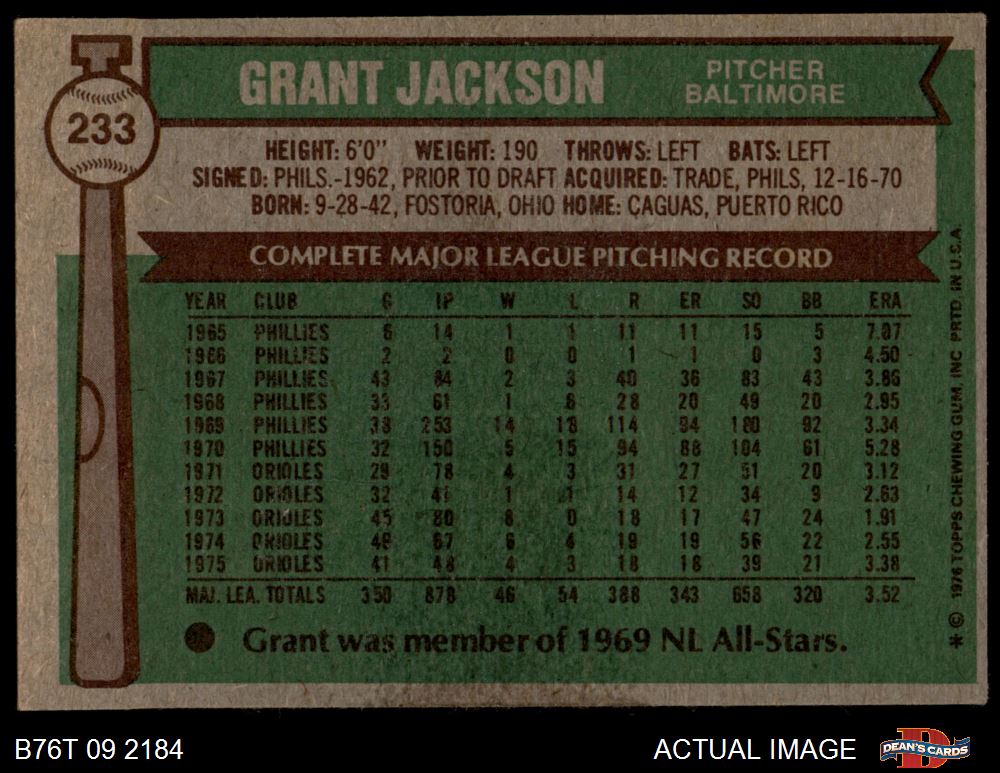 233
GRANT JACKSON
PITCHER
BALTIMORE
HEIGHT: 6'0" WEIGHT: 190 THROWS: LEFT BATS: LEFT
SIGNED: PHILS.-1962, PRIOR TO DRAFT ACQUIRED: TRADE, PHILS, 12-16-70
BORN: 9-28-42, FOSTORIA, OHIO HOME: CAGUAS, PUERTO RICO
COMPLETE MAJOR LEAGUE PITCHING RECORD
YEAR CLUB G IP W L R ER SO BB ERA
1965 PHILLIES 6 14 1 1 11 11 15 5 7.07
1966 PHILLIES 2 2 0 0 1 1 0 3 4.50
1967 PHILLIES 43 84 2 3 40 36 83 43 3.86
1968 PHILLIES 33 61 1 6 28 20 49 20 2.95
1969 PHILLIES 38 253 14 18 114 94 180 92 3.34
1970 PHILLIES 32 150 5 15 94 88 104 61 5.28
1971 ORIOLES 29 78 4 3 31 27 51 20 3.12
1972 ORIOLES 32 41 1 1 14 12 34 9 2.63
1973 ORIOLES 45 80 8 0 18 17 47 24 1.91
1974 ORIOLES 49 67 6 4 19 19 56 22 2.55
1975 ORIOLES 41 48 4 3 18 18 39 21 3.38
MAJ. LEA. TOTALS 350 878 46 54 388 343 658 320 3.52
Grant was member of 1969 NL All-Stars.
* © 1976 TOPPS CHEWING GUM, INC PRTD. IN U.S.A.
B76T 09 2184
ACTUAL IMAGE
DEAN'S CARDS